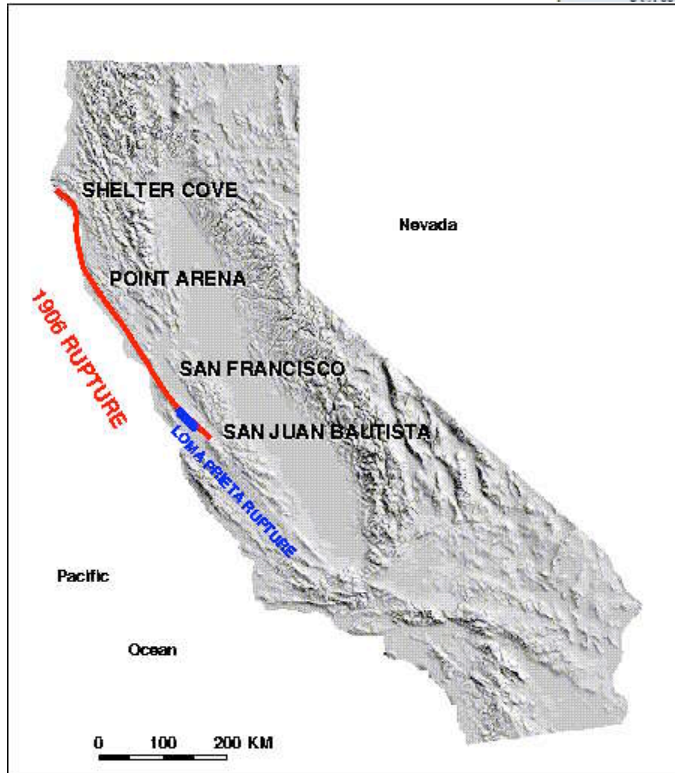 SHELTER COVE
Nevada
POINT ARENA
1906 RUPTURE
SAN FRANCISCO
SAN JUAN BAUTISTA
LOMA PRIETA RUPTURE
Pacific
Ocean
0 100 200 KM